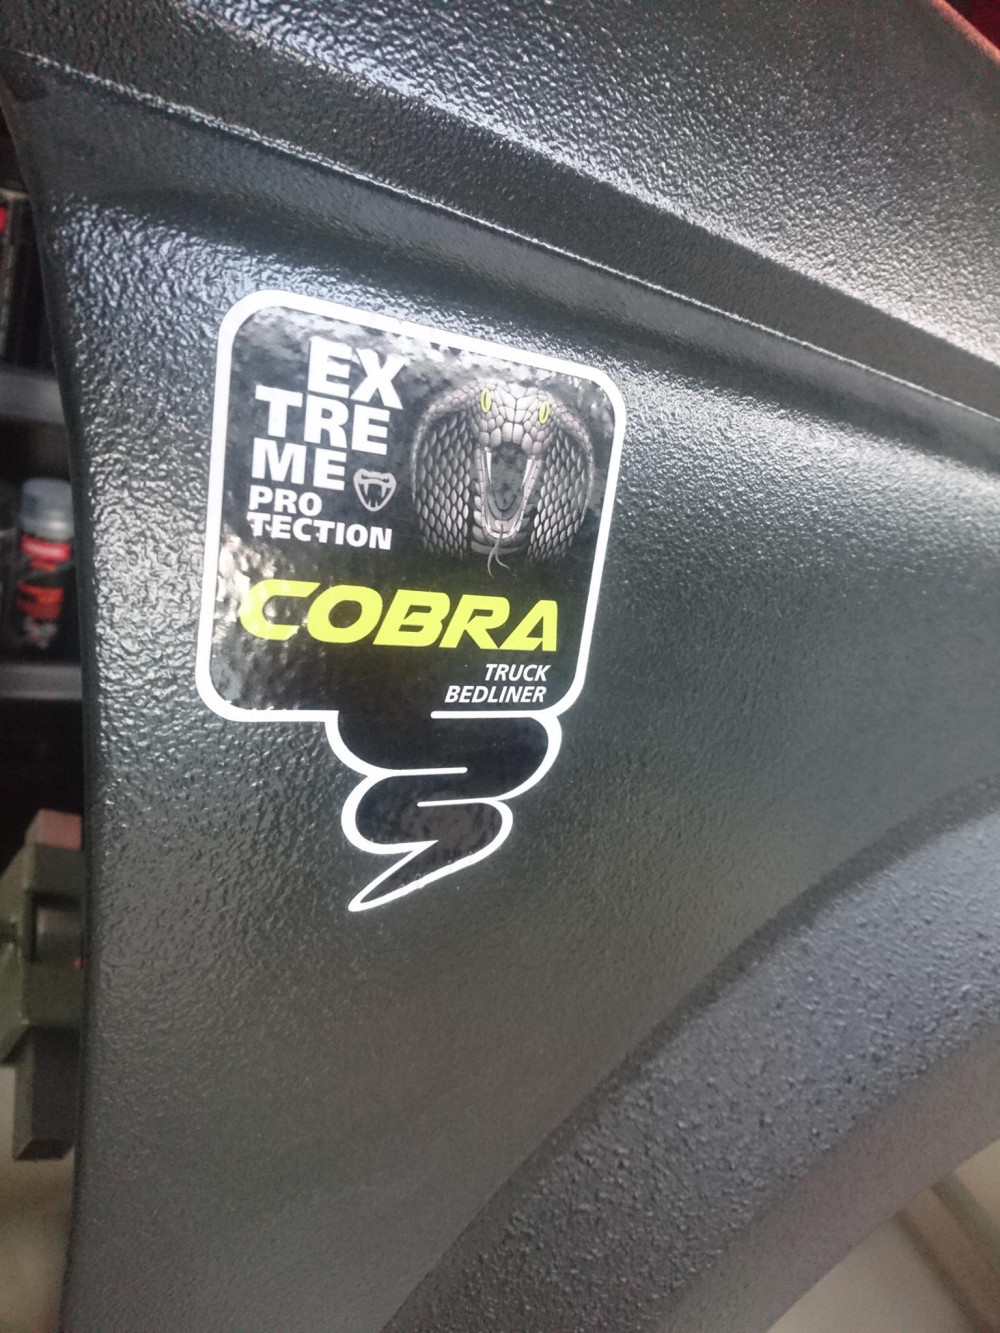 EX
TRE
ME
PRO
TECTION
COBRA
TRUCK
BEDLINER